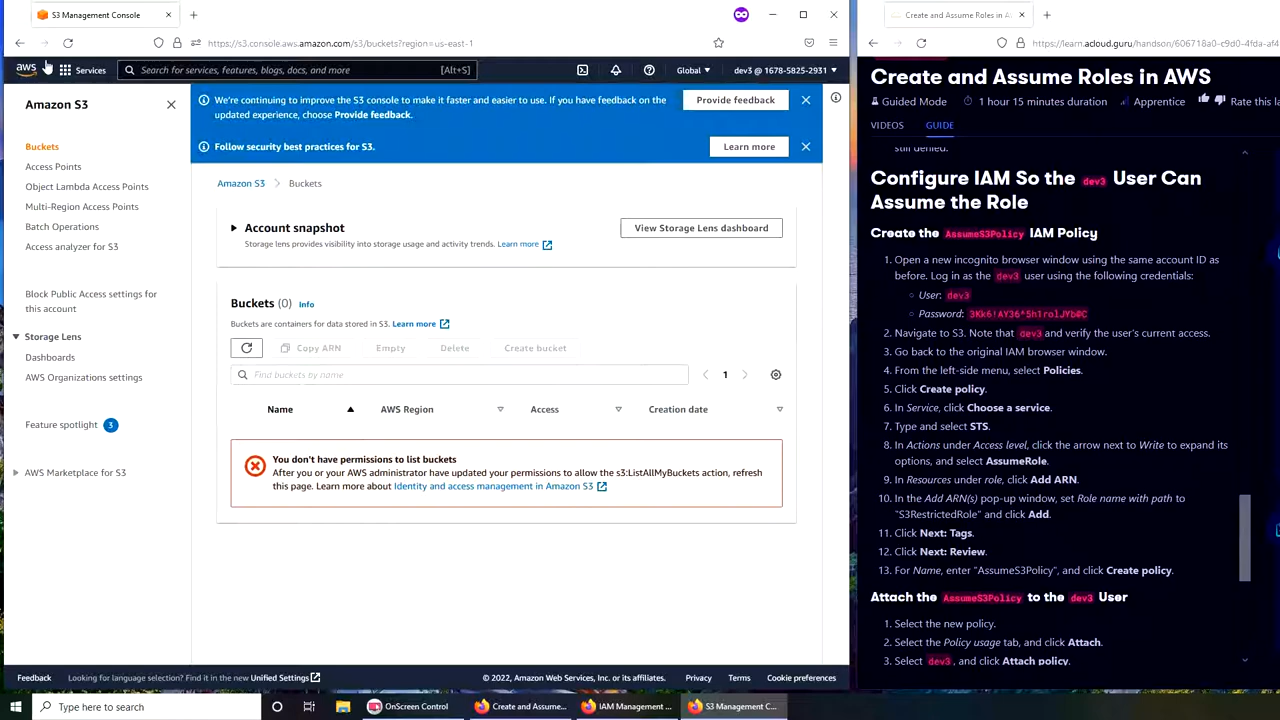 S3 Management Console
Create and Assume Roles in A
https://s3.console.aws.amazon.com/s3/buckets?region=us-east-1
https://learn.acloud.guru/handson/606718a0-c9d0-4fda-af4
aws
Services
Search for services, features, blogs, docs, and more
[Alt+S]
Global
dev3 @ 1678-5825-2931
Amazon S3
Buckets
Access Points
Object Lambda Access Points
Multi-Region Access Points
Batch Operations
Access analyzer for S3
Block Public Access settings for
this account
Storage Lens
Dashboards
AWS Organizations settings
Feature spotlight
3
AWS Marketplace for S3
We're continuing to improve the S3 console to make it faster and easier to use. If you have feedback on the
updated experience, choose Provide feedback.
Provide feedback
Follow security best practices for S3.
Learn more
Amazon S3
Buckets
Account snapshot
Storage lens provides visibility into storage usage and activity trends. Learn more
View Storage Lens dashboard
Buckets (0) Info
Buckets are containers for data stored in S3. Learn more
Copy ARN
Empty
Delete
Create bucket
Find buckets by name
1
Name
AWS Region
Access
Creation date
You don't have permissions to list buckets
After you or your AWS administrator have updated your permissions to allow the s3:ListAllMyBuckets action, refresh
this page. Learn more about Identity and access management in Amazon S3
Feedback
Looking for language selection? Find it in the new Unified Settings
© 2022, Amazon Web Services, Inc. or its affiliates.
Privacy
Terms
Cookie preferences
Create and Assume Roles in AWS
Guided Mode
1 hour 15 minutes duration
Apprentice
Rate this la
VIDEOS
GUIDE
still denied.
Configure IAM So the dev3 User Can
Assume the Role
Create the AssumeS3Policy IAM Policy
1. Open a new incognito browser window using the same account ID as
before. Log in as the dev3 user using the following credentials:
User: dev3
Password: 3Kk6!AY36^5h1rolJYb@C
2. Navigate to S3. Note that dev3 and verify the user's current access.
3. Go back to the original IAM browser window.
4. From the left-side menu, select Policies.
5. Click Create policy.
6. In Service, click Choose a service.
7. Type and select STS.
8. In Actions under Access level, click the arrow next to Write to expand its
options, and select AssumeRole.
9. In Resources under role, click Add ARN.
10. In the Add ARN(s) pop-up window, set Role name with path to
"S3RestrictedRole" and click Add.
11. Click Next: Tags.
12. Click Next: Review.
13. For Name, enter "AssumeS3Policy", and click Create policy.
Attach the AssumeS3Policy to the dev3 User
1. Select the new policy.
2. Select the Policy usage tab, and click Attach.
3. Select dev3, and click Attach policy.
Type here to search
OnScreen Control
Create and Assume...
IAM Management ...
S3 Management C...